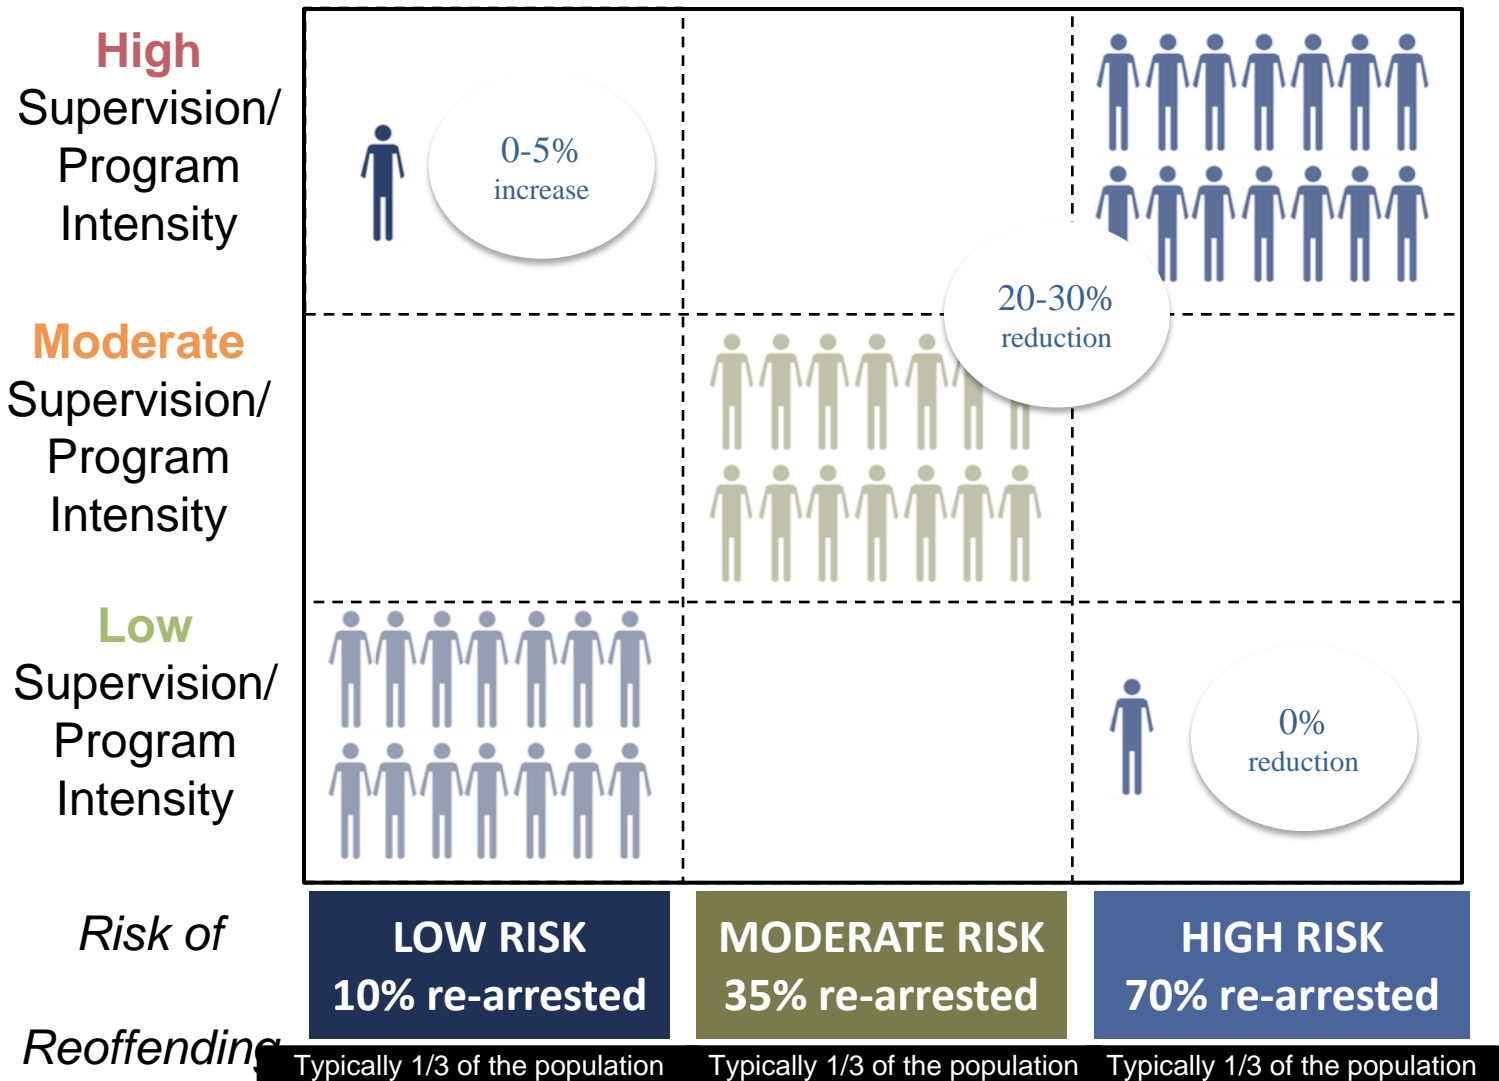 High
Supervision/
Program
Intensity
0-5%
increase
20-30%
reduction
Moderate
Supervision/
Program
Intensity
Low
Supervision/
Program
Intensity
0%
reduction
Risk of
Reoffending
LOW RISK
10% re-arrested
Typically 1/3 of the population
MODERATE RISK
35% re-arrested
Typically 1/3 of the population
HIGH RISK
70% re-arrested
Typically 1/3 of the population